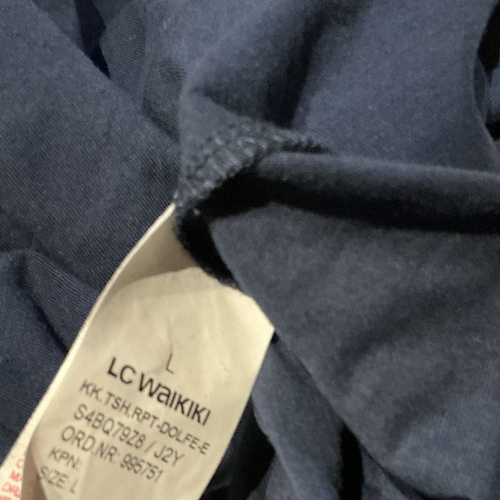 L
LC WAIKIKI
KK.TSH.RPT-DOLFE-E
S4BQ79Z8 / J2Y
ORD.NR: 995751
KPN:
SIZE: L